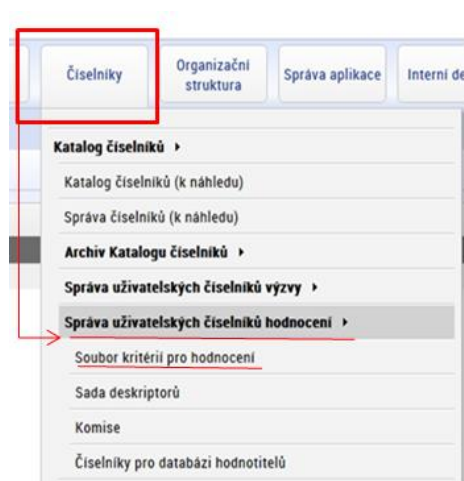 Číselníky
Organizační
struktura
Správa aplikace
Interní de
Katalog číselníků
Katalog číselníků (k náhledu)
Správa číselníků (k náhledu)
Archiv Katalogu číselníků
Správa uživatelských číselníků výzvy
Správa uživatelských číselníků hodnocení
Soubor kritérií pro hodnocení
Sada deskriptorů
Komise
Číselníky pro databázi hodnotitelů